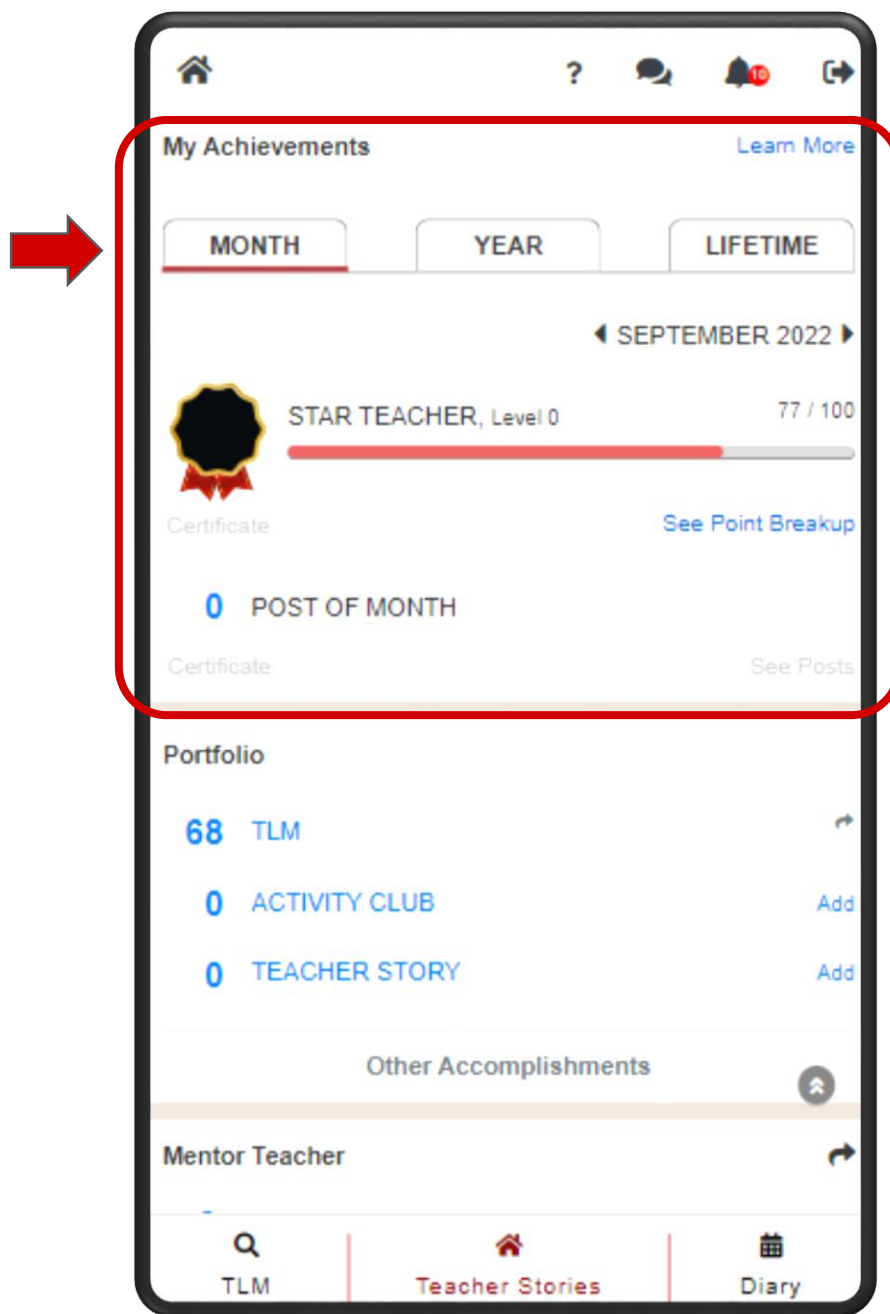 ?
10
My Achievements Learn More
MONTH YEAR LIFETIME
SEPTEMBER 2022
STAR TEACHER, Level 0 77 / 100
Certificate See Point Breakup
0 POST OF MONTH
Certificate See Posts
Portfolio
68 TLM
0 ACTIVITY CLUB Add
0 TEACHER STORY Add
Other Accomplishments
Mentor Teacher
TLM Teacher Stories Diary